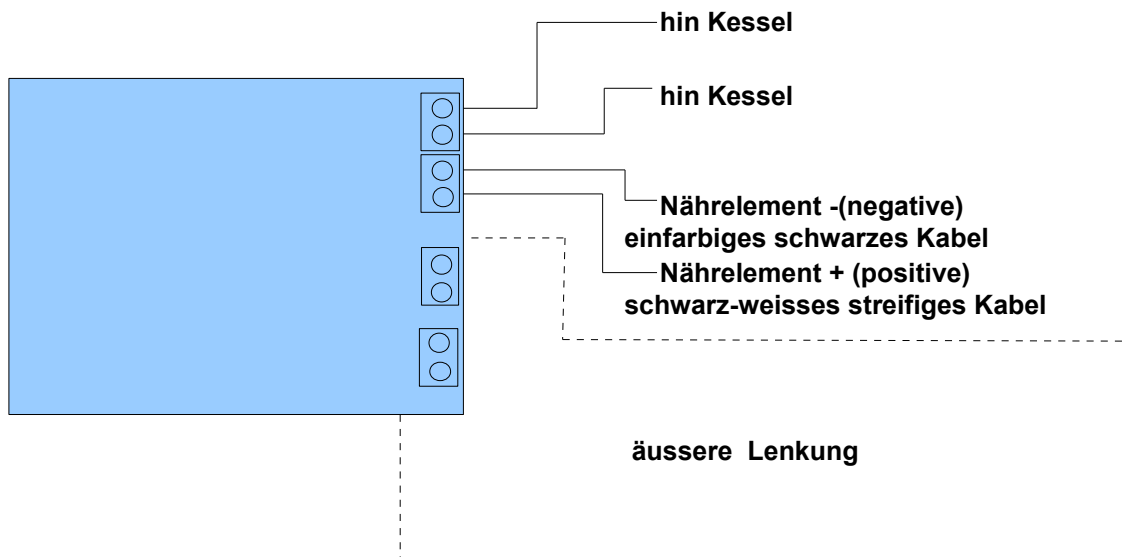 hin Kessel
hin Kessel
Nährelement -(negative)
einfarbiges schwarzes Kabel
Nährelement + (positive)
schwarz-weisses streifiges Kabel
äussere Lenkung